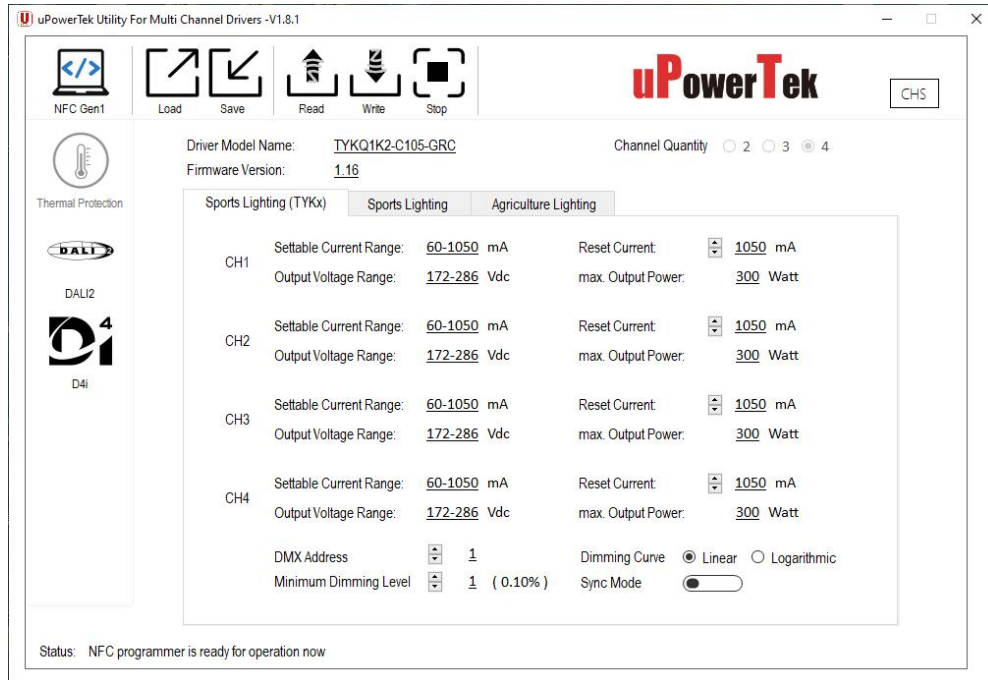 uPowerTek Utility For Multi Channel Drivers -V1.8.1
</>
NFC Gen1
Load
Save
Read
Write
Stop
uPowerTek
CHS
Thermal Protection
DALI 2
DALI2
D4i
D4i
Driver Model Name: TYKQ1K2-C105-GRC
Channel Quantity 2 3 4
Firmware Version: 1.16
Sports Lighting (TYKx) Sports Lighting Agriculture Lighting
CH1
Settable Current Range: 60-1050 mA Reset Current: 1050 mA
Output Voltage Range: 172-286 Vdc max. Output Power: 300 Watt
CH2
Settable Current Range: 60-1050 mA Reset Current: 1050 mA
Output Voltage Range: 172-286 Vdc max. Output Power: 300 Watt
CH3
Settable Current Range: 60-1050 mA Reset Current: 1050 mA
Output Voltage Range: 172-286 Vdc max. Output Power: 300 Watt
CH4
Settable Current Range: 60-1050 mA Reset Current: 1050 mA
Output Voltage Range: 172-286 Vdc max. Output Power: 300 Watt
DMX Address 1 Dimming Curve Linear Logarithmic
Minimum Dimming Level 1 ( 0.10% ) Sync Mode
Status: NFC programmer is ready for operation now